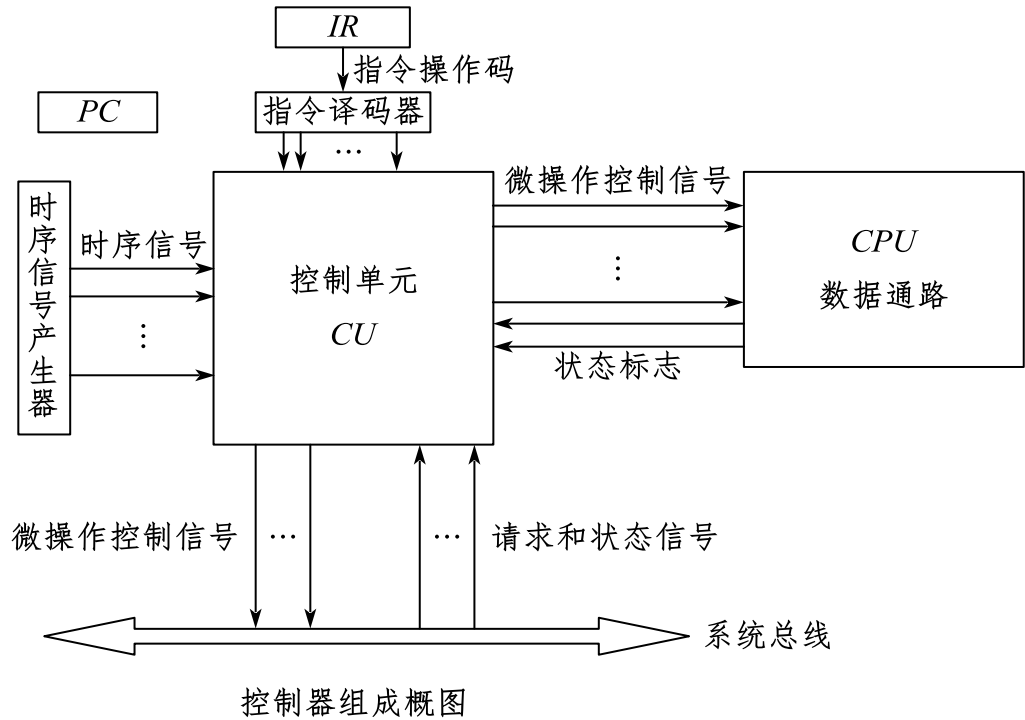 IR
指令操作码
PC
指令译码器
…
时序信号产生器
时序信号
…
控制单元
CU
微操作控制信号
…
状态标志
CPU
数据通路
微操作控制信号
…
…
请求和状态信号
系统总线
控制器组成概图